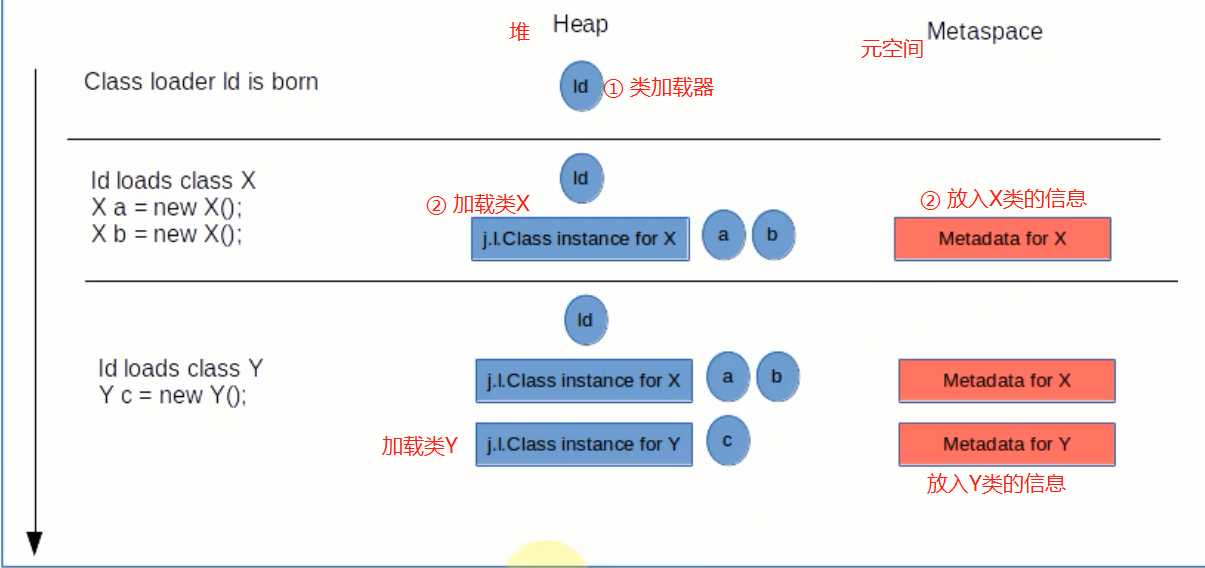 堆 Heap
Metaspace
元空间
Class loader ld is born
ld
① 类加载器
ld loads class X
X a = new X();
X b = new X();
ld
② 加载类X
② 放入X类的信息
j.l.Class instance for X
a
b
Metadata for X
ld
ld loads class Y
Y c = new Y();
j.l.Class instance for X
a
b
Metadata for X
加载类Y
j.l.Class instance for Y
c
Metadata for Y
放入Y类的信息